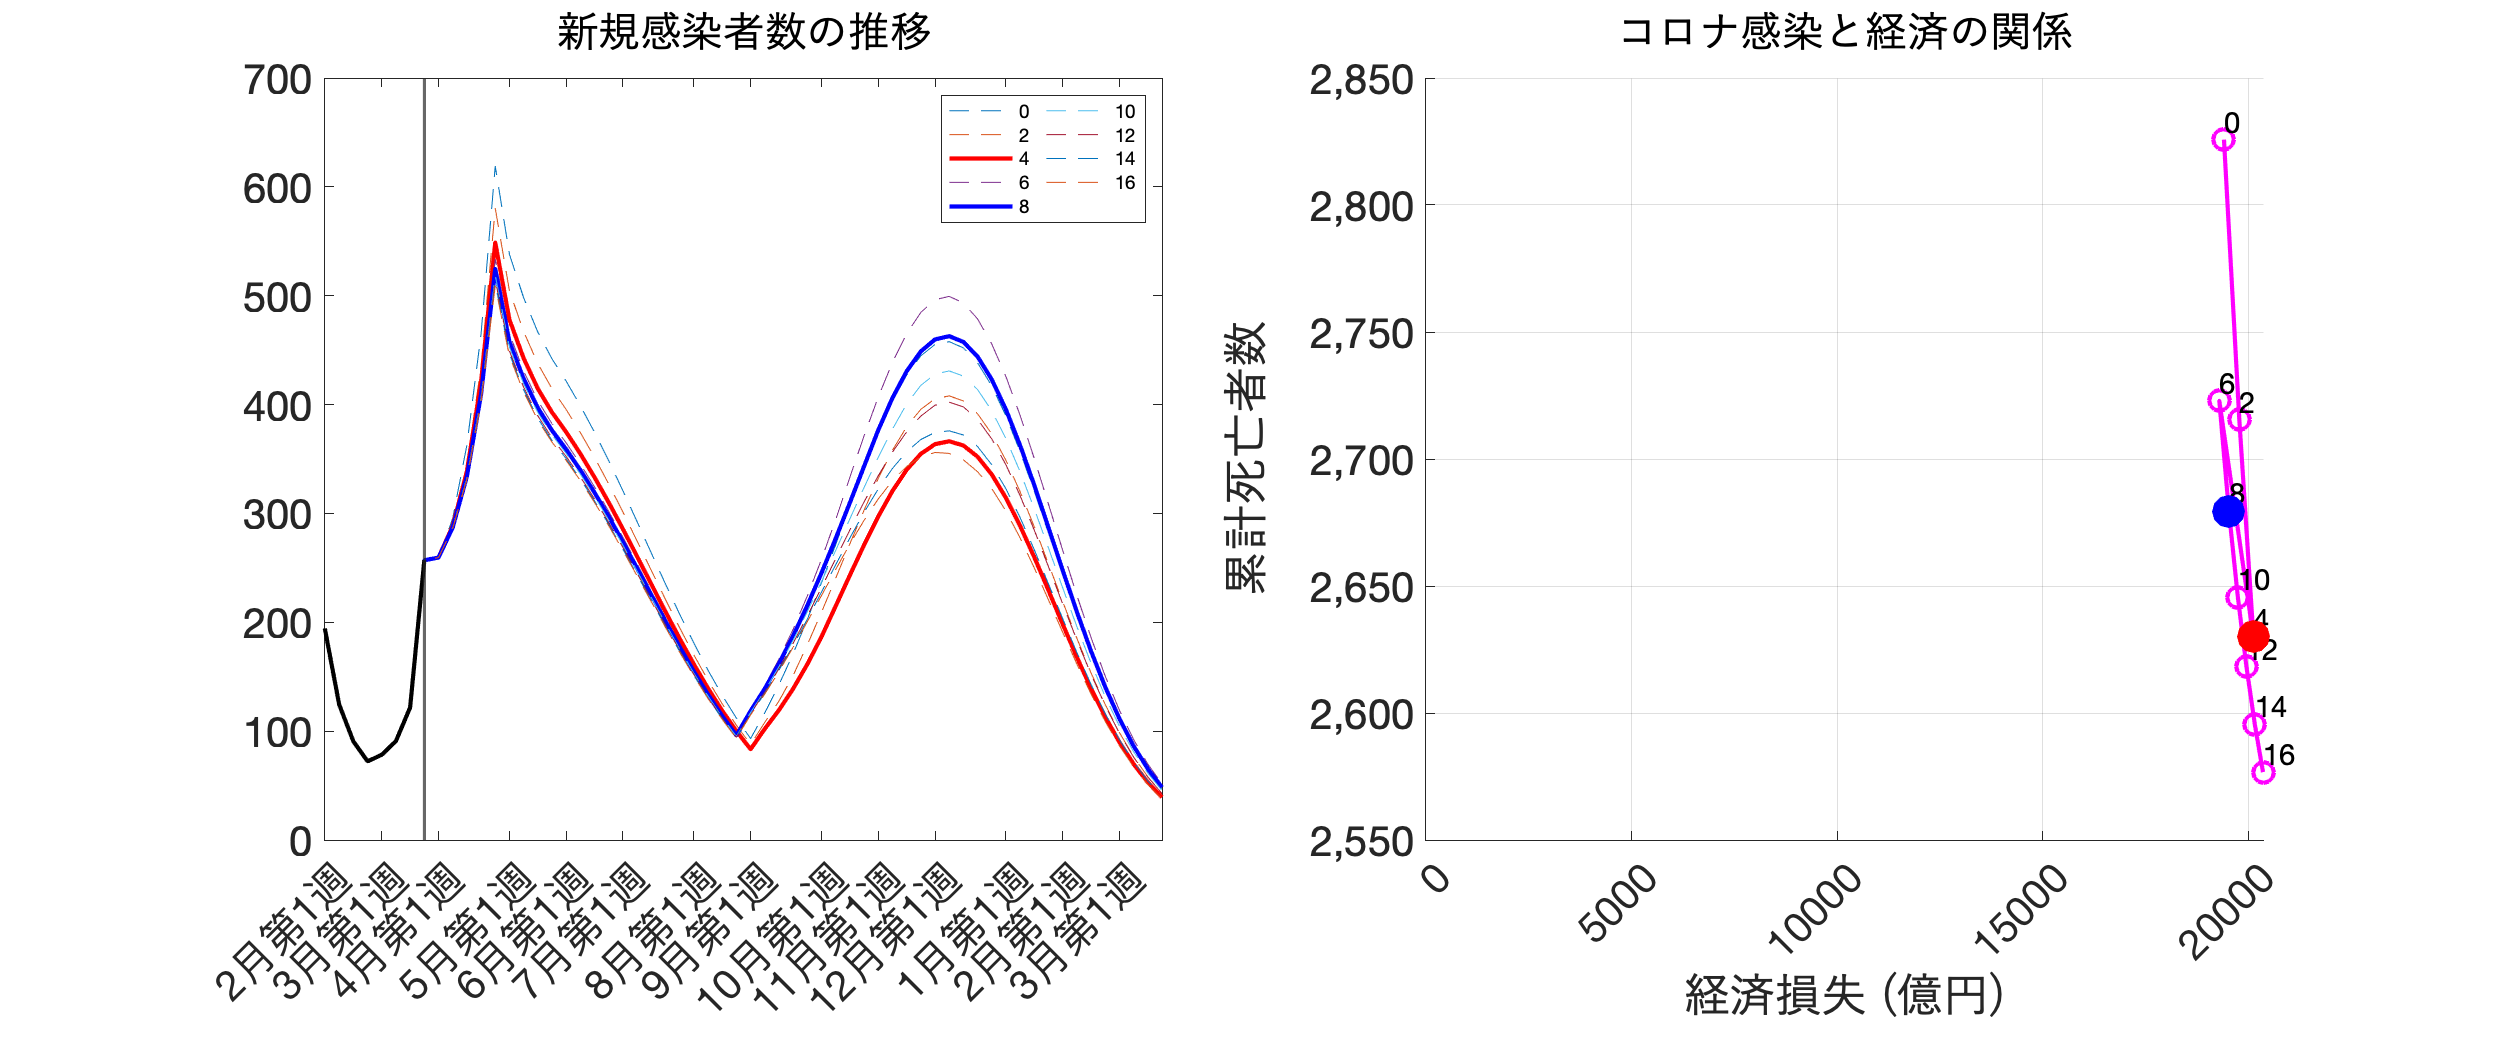 新規感染者数の推移
700
600
500
400
300
200
100
0
0
2
4
6
8
10
12
14
16
2月第1週
3月第1週
4月第1週
5月第1週
6月第1週
7月第1週
8月第1週
9月第1週
10月第1週
11月第1週
12月第1週
1月第1週
2月第1週
3月第1週
コロナ感染と経済の関係
累計死亡者数
2,850
2,800
2,750
2,700
2,650
2,600
2,550
0
6
2
8
10
4
12
14
16
0
5000
10000
15000
20000
経済損失（億円）